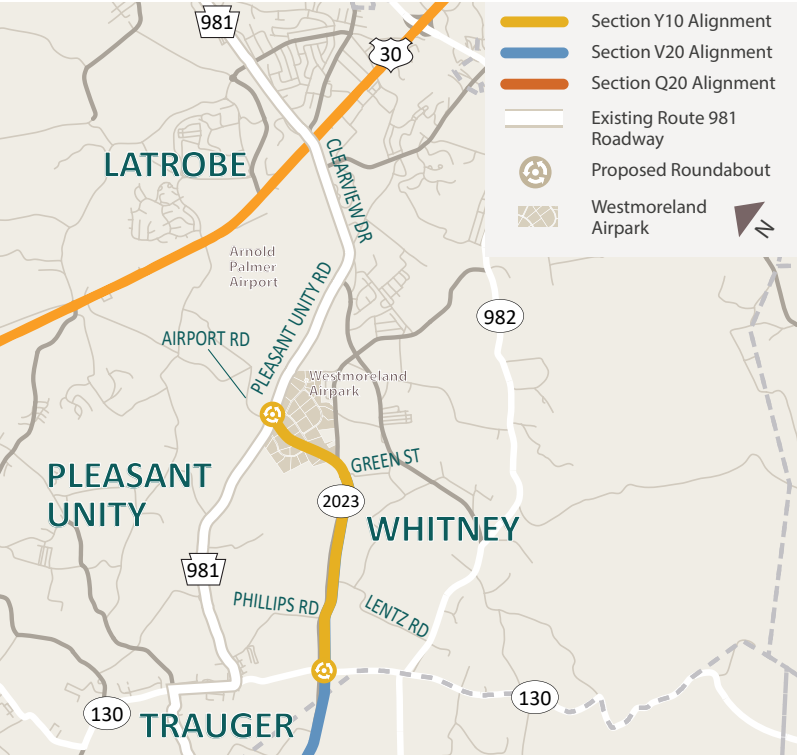 981
30
LATROBE
CLEARVIEW DR
Arnold
Palmer
Airport
PLEASANT UNITY RD
AIRPORT RD
982
Westmoreland
Airpark
GREEN ST
PLEASANT
UNITY
2023
WHITNEY
981
PHILLIPS RD
LENTZ RD
130
130
TRAUGER
Section Y10 Alignment
Section V20 Alignment
Section Q20 Alignment
Existing Route 981
Roadway
Proposed Roundabout
Westmoreland
Airpark
N